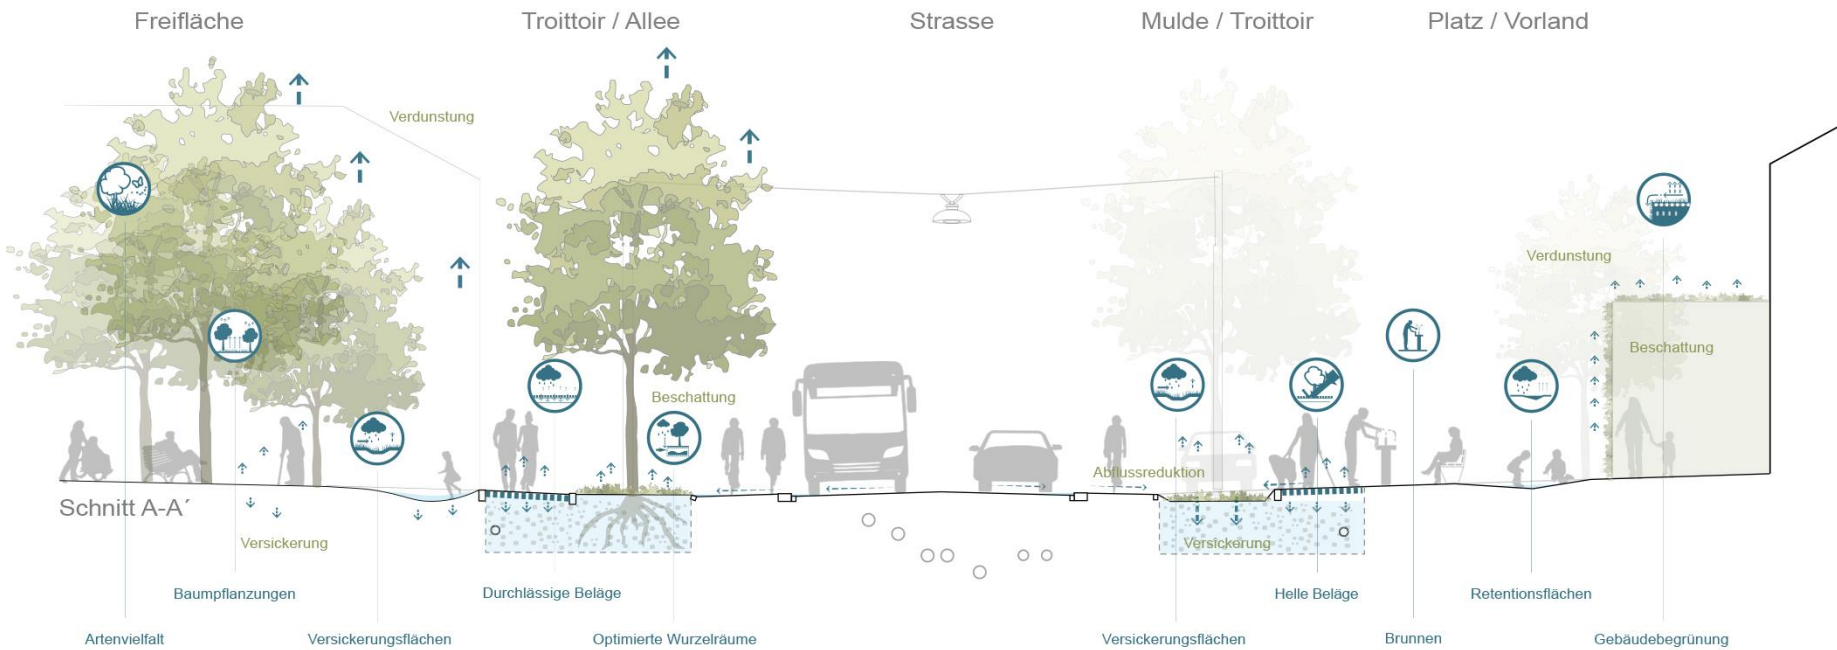 Freifläche
Troittoir / Allee
Strasse
Mulde / Troittoir
Platz / Vorland
Verdunstung
Verdunstung
Beschattung
Beschattung
Abflussreduktion
Schnitt A-A´
Versickerung
Versickerung
Baumpflanzungen
Durchlässige Beläge
Helle Beläge
Retentionsflächen
Artenvielfalt
Versickerungsflächen
Optimierte Wurzelräume
Versickerungsflächen
Brunnen
Gebäudebegrünung